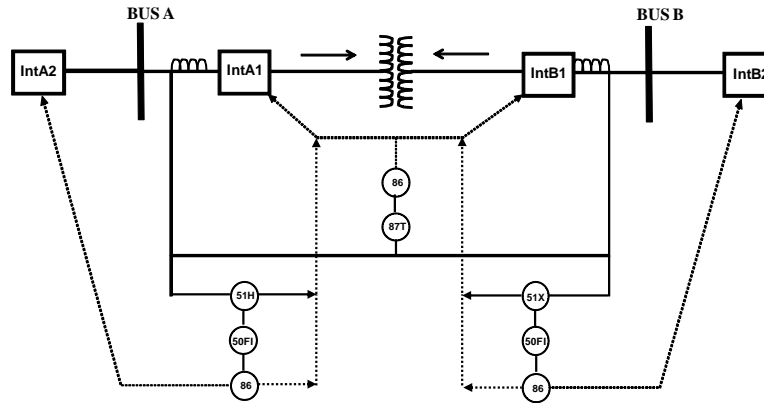 BUS A
BUS B
IntA2
IntA1
IntB1
IntB2
86
87T
51H
51X
50FI
50FI
86
86